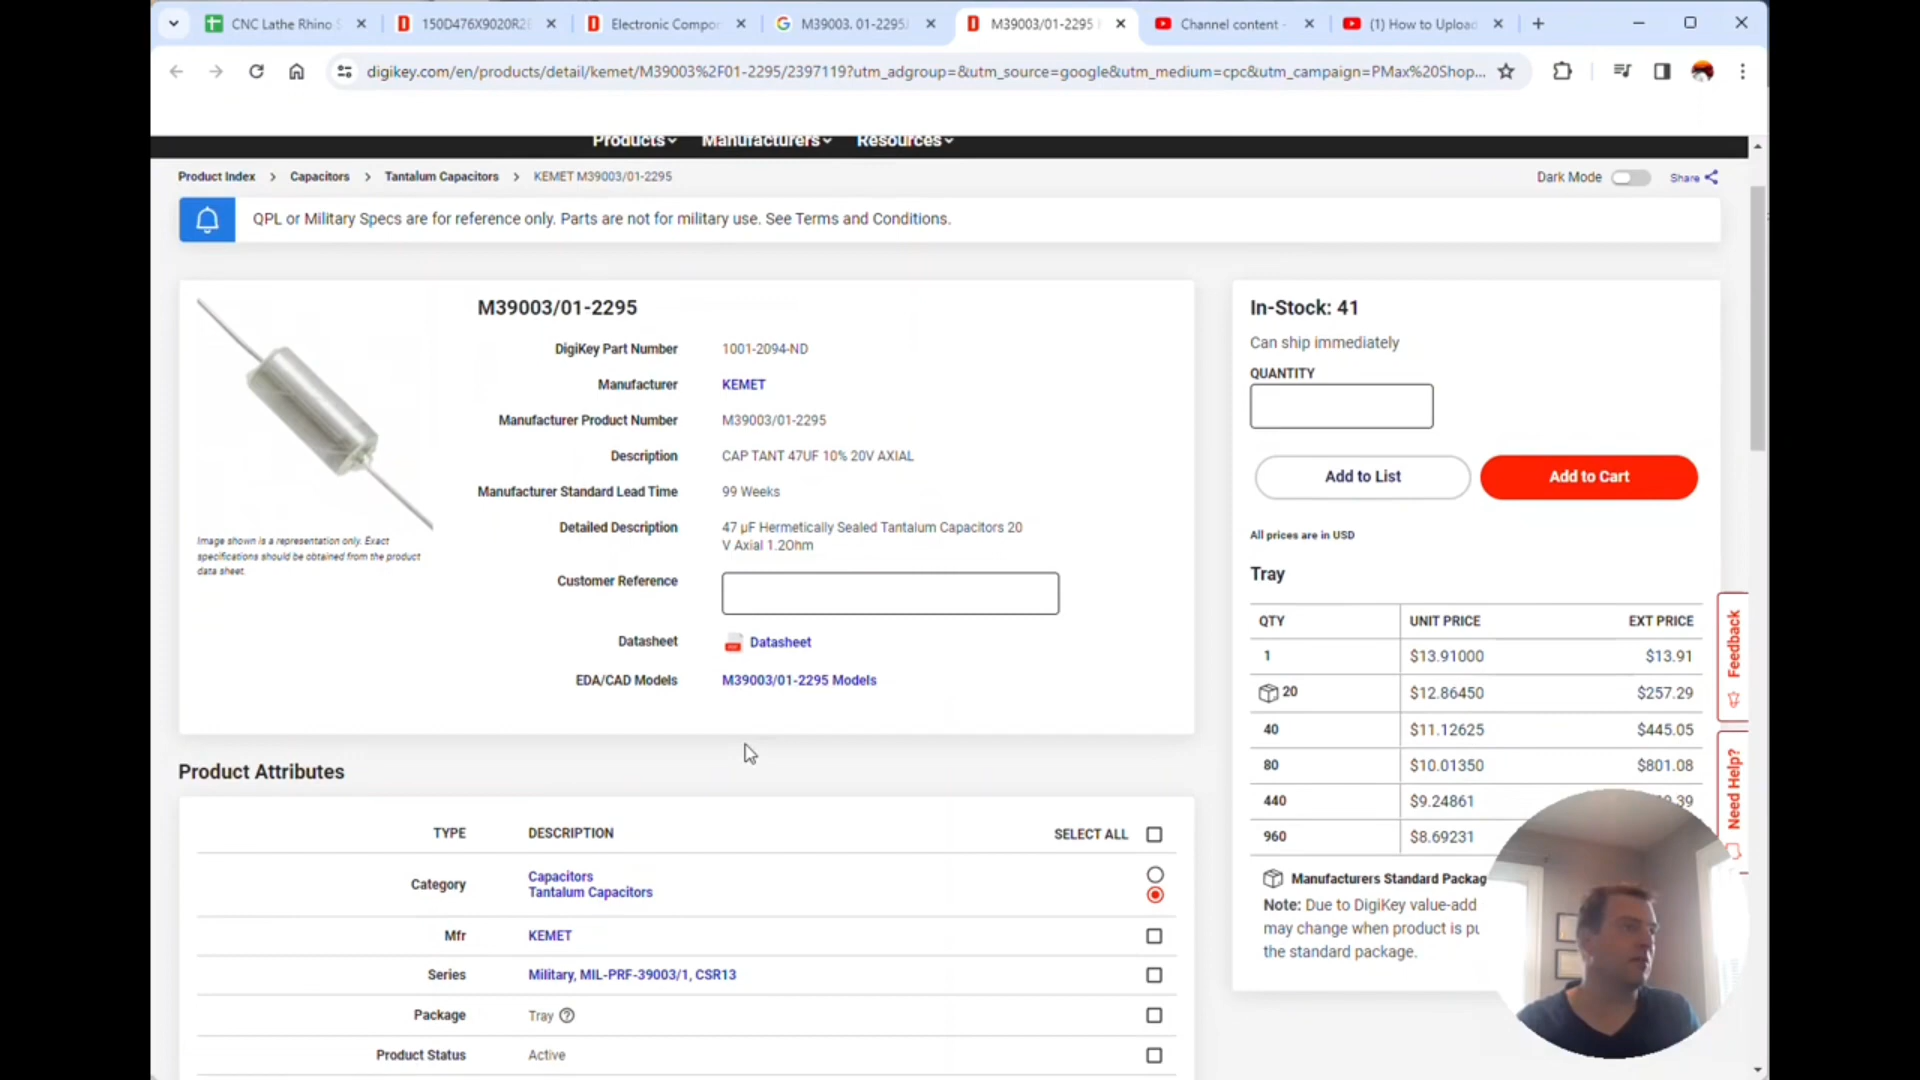 CNC Lathe Rhino
150D476X9020R2
Electronic Compo
M39003. 01-2295
M39003/01-2295
Channel content -
(1) How to Upload
digikey.com/en/products/detail/kemet/M39003%2F01-2295/2397119?utm_adgroup=&utm_source=google&utm_medium=cpc&utm_campaign=PMax%20Shop...
Products Manufacturers Resources
Product Index > Capacitors > Tantalum Capacitors > KEMET M39003/01-2295
Dark Mode
Share
QPL or Military Specs are for reference only. Parts are not for military use. See Terms and Conditions.
M39003/01-2295
DigiKey Part Number 1001-2094-ND
Manufacturer KEMET
Manufacturer Product Number M39003/01-2295
Description CAP TANT 47UF 10% 20V AXIAL
Manufacturer Standard Lead Time 99 Weeks
Detailed Description 47 µF Hermetically Sealed Tantalum Capacitors 20
V Axial 1.2Ohm
Customer Reference
Datasheet Datasheet
EDA/CAD Models M39003/01-2295 Models
Image shown is a representation only. Exact
specifications should be obtained from the product
data sheet.
In-Stock: 41
Can ship immediately
QUANTITY
Add to List
Add to Cart
All prices are in USD
Tray
QTY UNIT PRICE EXT PRICE
1 $13.91000 $13.91
20 $12.86450 $257.29
40 $11.12625 $445.05
80 $10.01350 $801.08
440 $9.24861 9.39
960 $8.69231
Manufacturers Standard Packag
Note: Due to DigiKey value-add
may change when product is pu
the standard package.
Feedback
Need Help?
Product Attributes
TYPE DESCRIPTION SELECT ALL
Category Capacitors
Tantalum Capacitors
Mfr KEMET
Series Military, MIL-PRF-39003/1, CSR13
Package Tray
Product Status Active